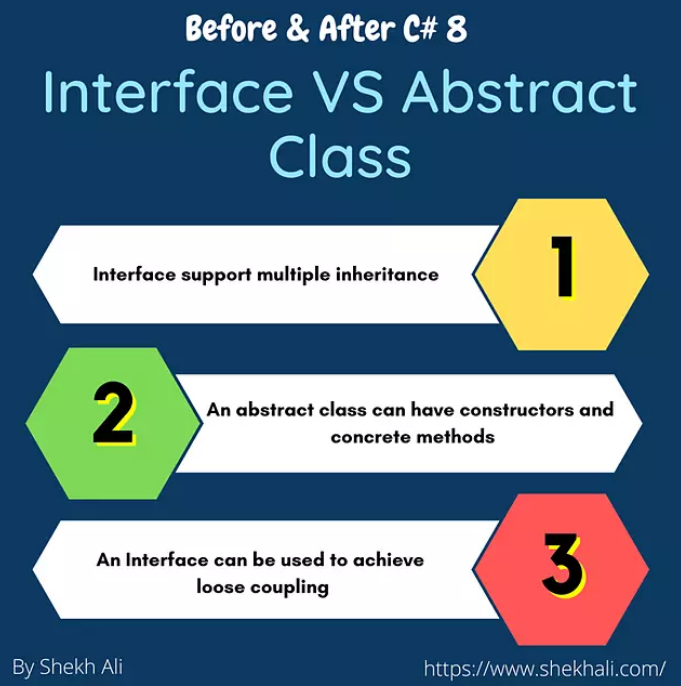 Before & After C# 8
Interface VS Abstract
Class
Interface support multiple inheritance
1
2
An abstract class can have constructors and
concrete methods
An Interface can be used to achieve
loose coupling
3
By Shekh Ali
https://www.shekhali.com/